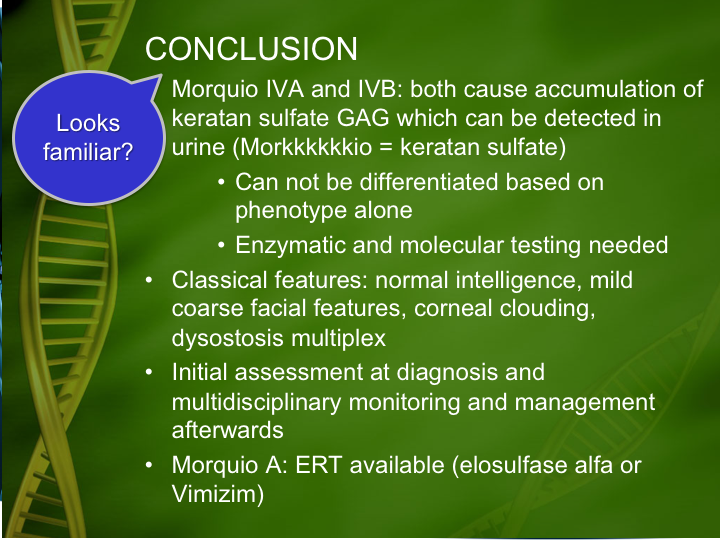 CONCLUSION
Looks
familiar?
Morquio IVA and IVB: both cause accumulation of
keratan sulfate GAG which can be detected in
urine (Morkkkkkkio = keratan sulfate)
• Can not be differentiated based on
phenotype alone
• Enzymatic and molecular testing needed
• Classical features: normal intelligence, mild
coarse facial features, corneal clouding,
dysostosis multiplex
• Initial assessment at diagnosis and
multidisciplinary monitoring and management
afterwards
• Morquio A: ERT available (elosulfase alfa or
Vimizim)